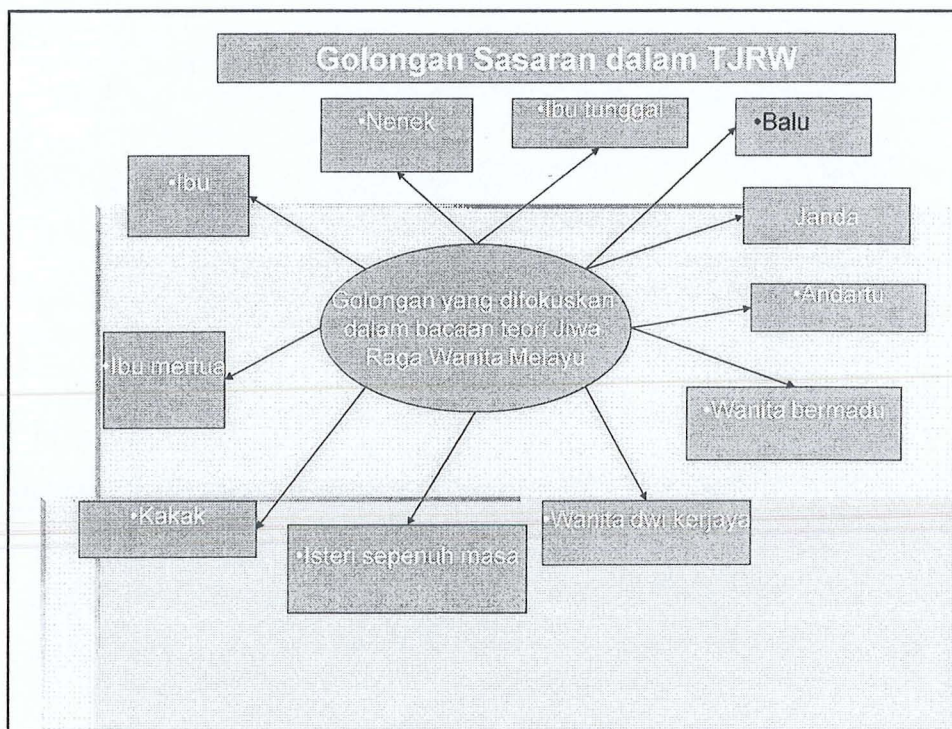 Golongan Sasaran dalam TJRW
•Nenek
•Ibu tunggal
•Balu
•Ibu
Janda
Golongan yang difokuskan
dalam bacaan teori Jiwa
Raga Wanita Melayu
•Andartu
•Ibu mertua
•Wanita bermadu
•Kakak
•Isteri sepenuh masa
•Wanita dwi kerjaya